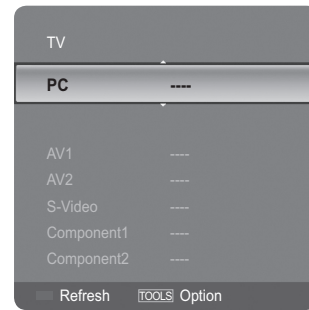 TV
PC ----
AV1 ----
AV2 ----
S-Video ----
Component1 ----
Component2 ----
Refresh TOOLS Option